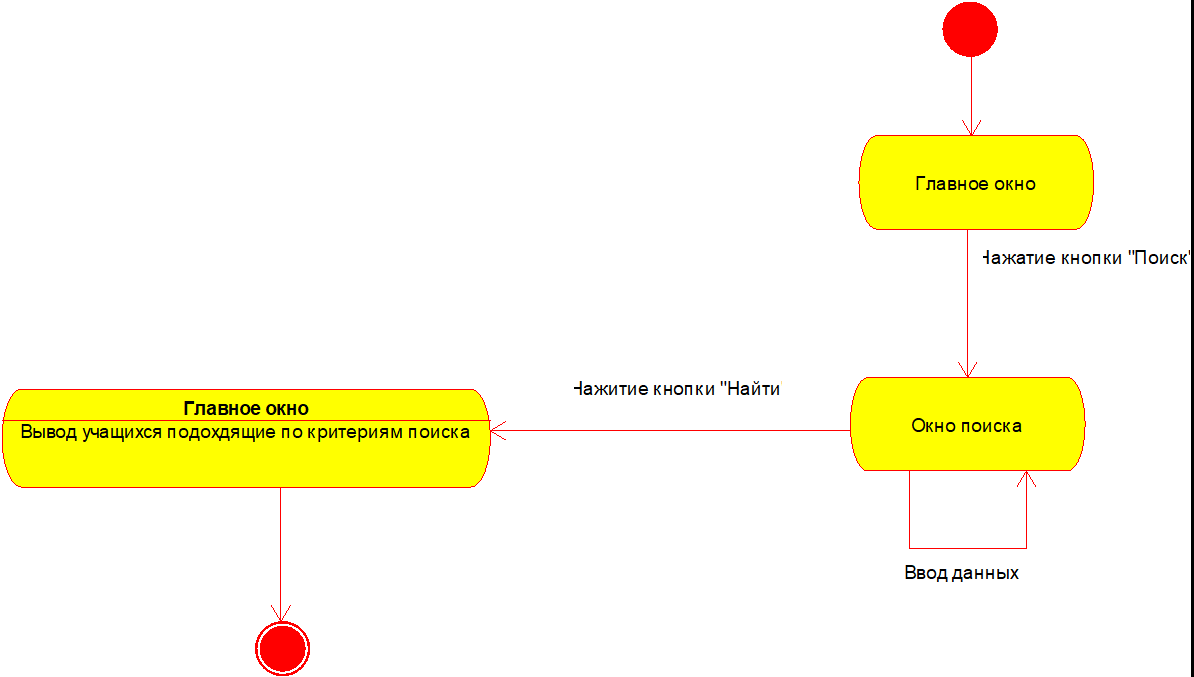 Главное окно
Нажатие кнопки "Поиск"
Нажитие кнопки "Найти
Главное окно
Вывод учащихся подохдящие по критериям поиска
Окно поиска
Ввод данных